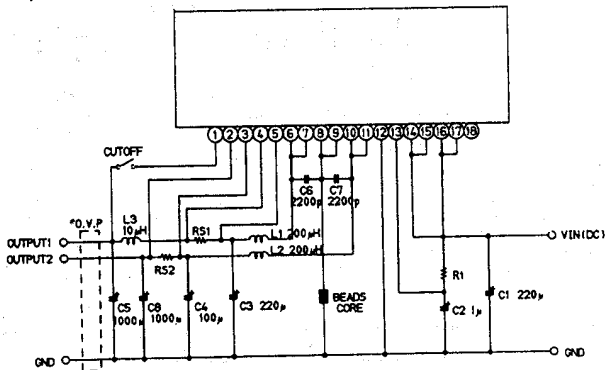 ① ② ③ ④ ⑤ ⑥ ⑦ ⑧ ⑨ ⑩ ⑪ ⑫ ⑬ ⑭ ⑮ ⑯ ⑰ ⑱
CUTOFF
C6
2200p
C7
2200p
*O.V.P
L3
10μH
RS1
L1 200μH
OUTPUT1
VIN(DC)
OUTPUT2
RS2
L2 200μH
R1
C5
1000μ
C8
1000μ
C4
100μ
C3 220μ
BEADS
CORE
C2 1μ
C1 220μ
GND
GND